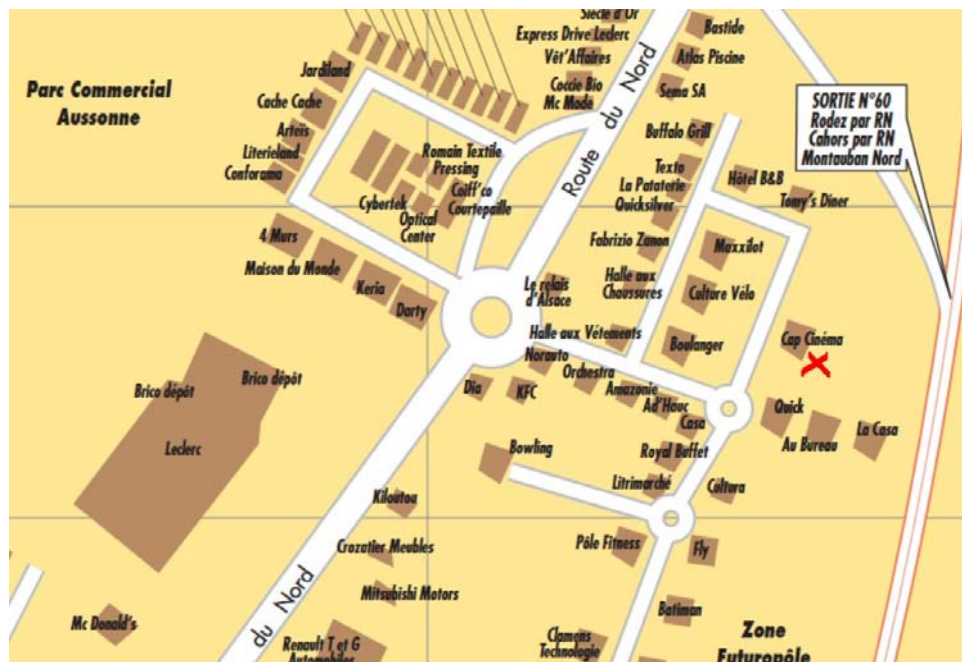 Siècle d'Or
Express Drive Leclerc
Vêt'Affaires
Coccie Bio
Mc Mode
Bastide
Atlas Piscine
Sema SA
Parc Commercial
Aussonne
Jardiland
Cache Cache
Arteïs
Literieland
Conforama
Romain Textile
Pressing
Coiff'co
Courtepaille
Cybertek
Optical
Center
Route du Nord
Buffalo Grill
Texto
La Pataterie
Quicksilver
Hôtel B&B
Tomy's Diner
SORTIE N°60
Rodez par RN
Cahors par RN
Montauban Nord
4 Murs
Maison du Monde
Keria
Darty
Fabrizio Zanon
Maxxilot
Le relais
d'Alsace
Halle aux
Chaussures
Culture Vélo
Halle aux Vêtements
Boulanger
Cap Cinéma
Norauto
Orchestra
Dia
KFC
Amazonie
Ad'Hauc
Casa
Quick
Au Bureau
La Casa
Brico dépôt
Brico dépôt
Leclerc
Bowling
Royal Buffet
Litrimarché
Cultura
Kiloutou
Crozatier Meubles
Pôle Fitness
Fly
Mitsubishi Motors
Batiman
Mc Donald's
du Nord
Renault T et G
Automobiles
Clamens
Technologie
Zone
Futuropôle